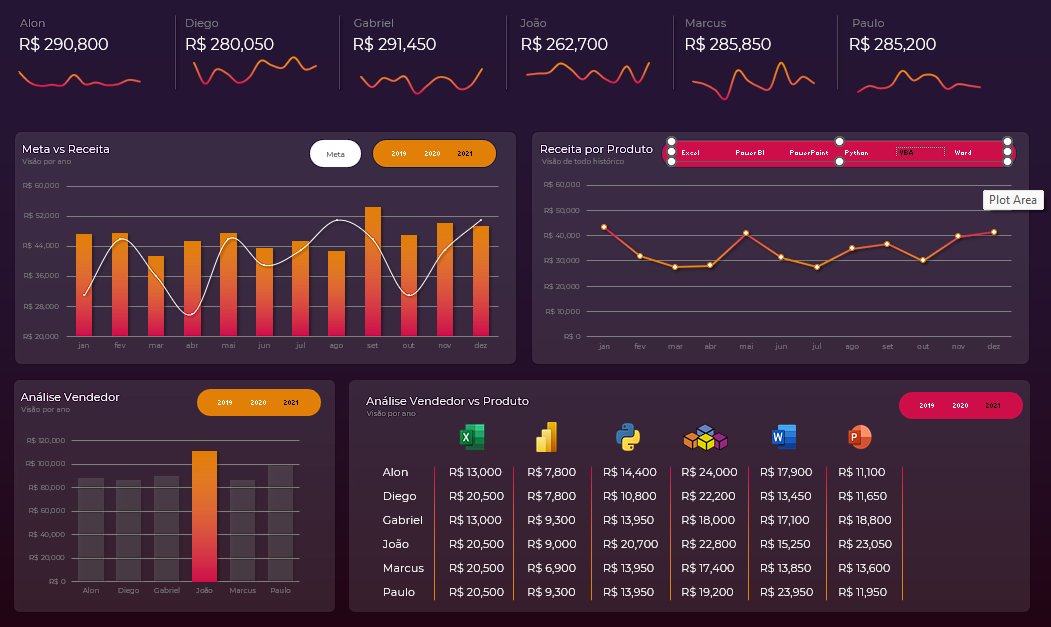 Alon Diego Gabriel João Marcus Paulo
R$ 290,800 R$ 280,050 R$ 291,450 R$ 262,700 R$ 285,850 R$ 285,200
Meta vs Receita
Visão por ano
Meta
2019 2020 2021
R$ 60,000
R$ 52,000
R$ 44,000
R$ 36,000
R$ 28,000
R$ 20,000
jan fev mar abr mai jun jul ago set out nov dez
Receita por Produto
Visão de todo histórico
Excel Power BI PowerPoint Python VBA Word
Plot Area
R$ 60,000
R$ 50,000
R$ 40,000
R$ 30,000
R$ 20,000
R$ 10,000
R$ 0
jan fev mar abr mai jun jul ago set out nov dez
Análise Vendedor
Visão por ano
2019 2020 2021
R$ 120,000
R$ 100,000
R$ 80,000
R$ 60,000
R$ 40,000
R$ 20,000
R$ 0
Alon Diego Gabriel João Marcus Paulo
Análise Vendedor vs Produto
Visão por ano
2019 2020 2021
X W P
Alon R$ 13,000 R$ 7,800 R$ 14,400 R$ 24,000 R$ 17,900 R$ 11,100
Diego R$ 20,500 R$ 7,800 R$ 10,800 R$ 22,200 R$ 13,450 R$ 11,650
Gabriel R$ 13,000 R$ 9,300 R$ 13,950 R$ 18,000 R$ 17,100 R$ 18,800
João R$ 20,500 R$ 9,000 R$ 20,700 R$ 22,800 R$ 15,250 R$ 23,050
Marcus R$ 20,500 R$ 6,900 R$ 13,950 R$ 17,400 R$ 13,850 R$ 13,600
Paulo R$ 20,500 R$ 9,300 R$ 13,950 R$ 19,200 R$ 23,950 R$ 11,950